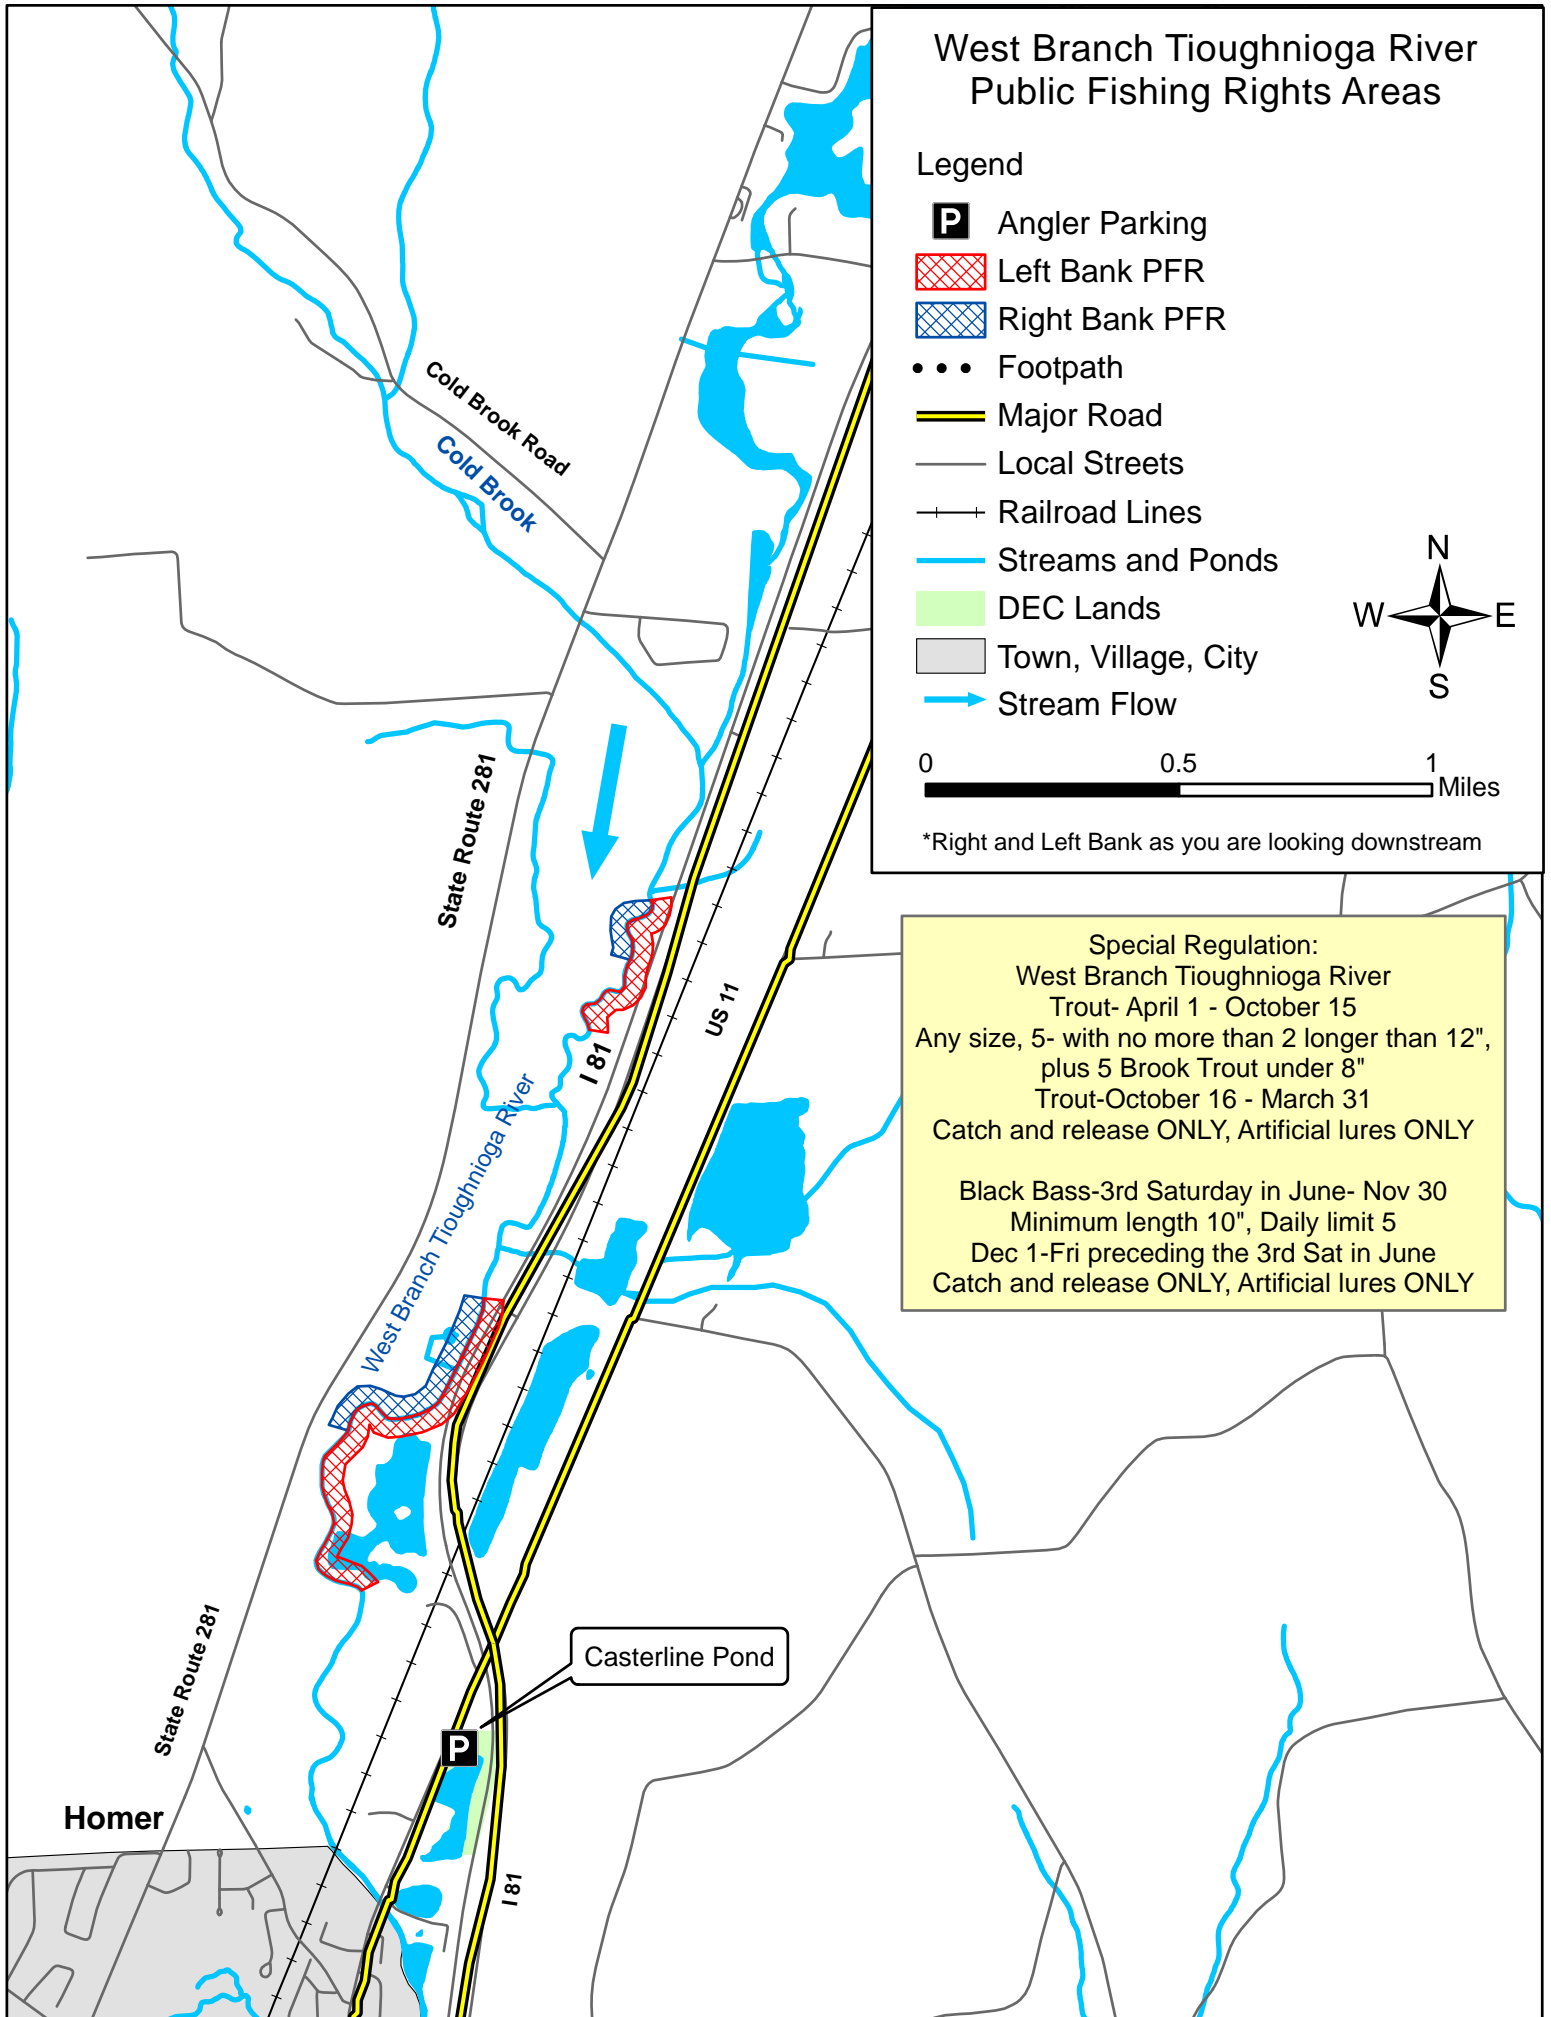 West Branch Tioughnioga River
Public Fishing Rights Areas
Legend
P Angler Parking
Left Bank PFR
Right Bank PFR
Footpath
Major Road
Local Streets
Railroad Lines
Streams and Ponds
DEC Lands
Town, Village, City
Stream Flow
N
W E
S
0 0.5 1
Miles
*Right and Left Bank as you are looking downstream
Cold Brook Road
Cold Brook
State Route 281
US 11
I 81
West Branch Tioughnioga River
Special Regulation:
West Branch Tioughnioga River
Trout- April 1 - October 15
Any size, 5- with no more than 2 longer than 12",
plus 5 Brook Trout under 8"
Trout-October 16 - March 31
Catch and release ONLY, Artificial lures ONLY
Black Bass-3rd Saturday in June- Nov 30
Minimum length 10", Daily limit 5
Dec 1-Fri preceding the 3rd Sat in June
Catch and release ONLY, Artificial lures ONLY
State Route 281
Casterline Pond
P
Homer
I 81